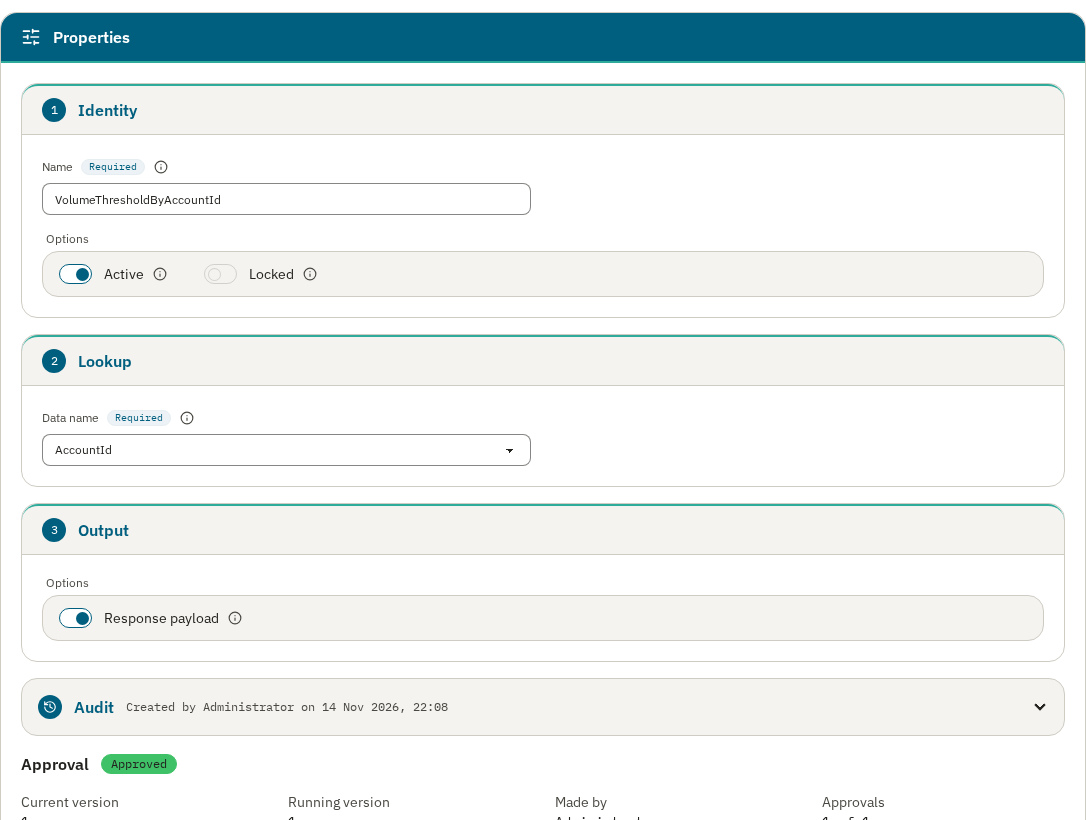 Properties
1 Identity
Name Required
VolumeThresholdByAccountId
Options
Active Locked
2 Lookup
Data name Required
AccountId
3 Output
Options
Response payload
Audit Created by Administrator on 14 Nov 2026, 22:08
Approval Approved
Current version Running version Made by Approvals